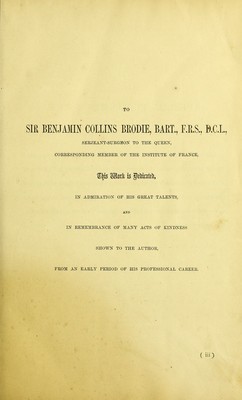 TO
SIR BENJAMIN COLLINS BRODIE, BART., F.R.S., D.C.L.,
SERJEANT-SURGEON TO THE QUEEN,
CORRESPONDING MEMBER OF THE INSTITUTE OF FRANCE,
This Work is Dedicated,
IN ADMIRATION OF HIS GREAT TALENTS,
AND
IN REMEMBRANCE OF MANY ACTS OF KINDNESS
SHOWN TO THE AUTHOR,
FROM AN EARLY PERIOD OF HIS PROFESSIONAL CAREER.
(iii)